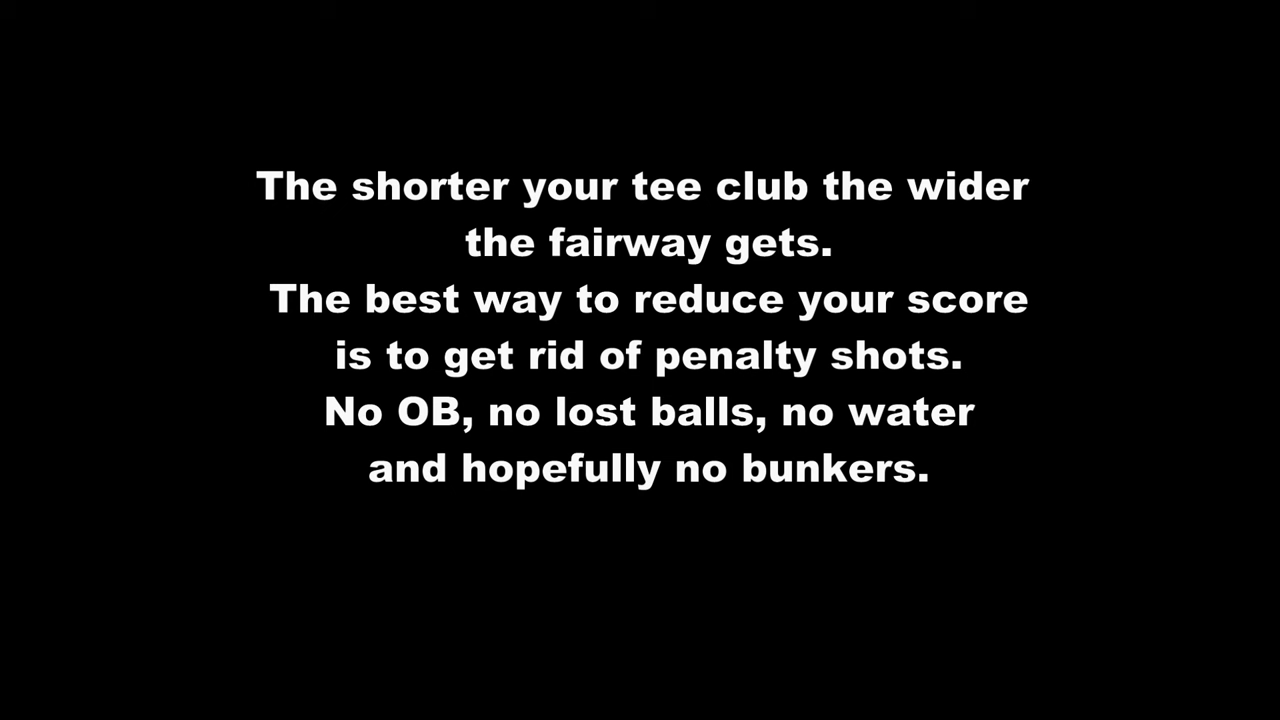 The shorter your tee club the wider
the fairway gets.
The best way to reduce your score
is to get rid of penalty shots.
No OB, no lost balls, no water
and hopefully no bunkers.